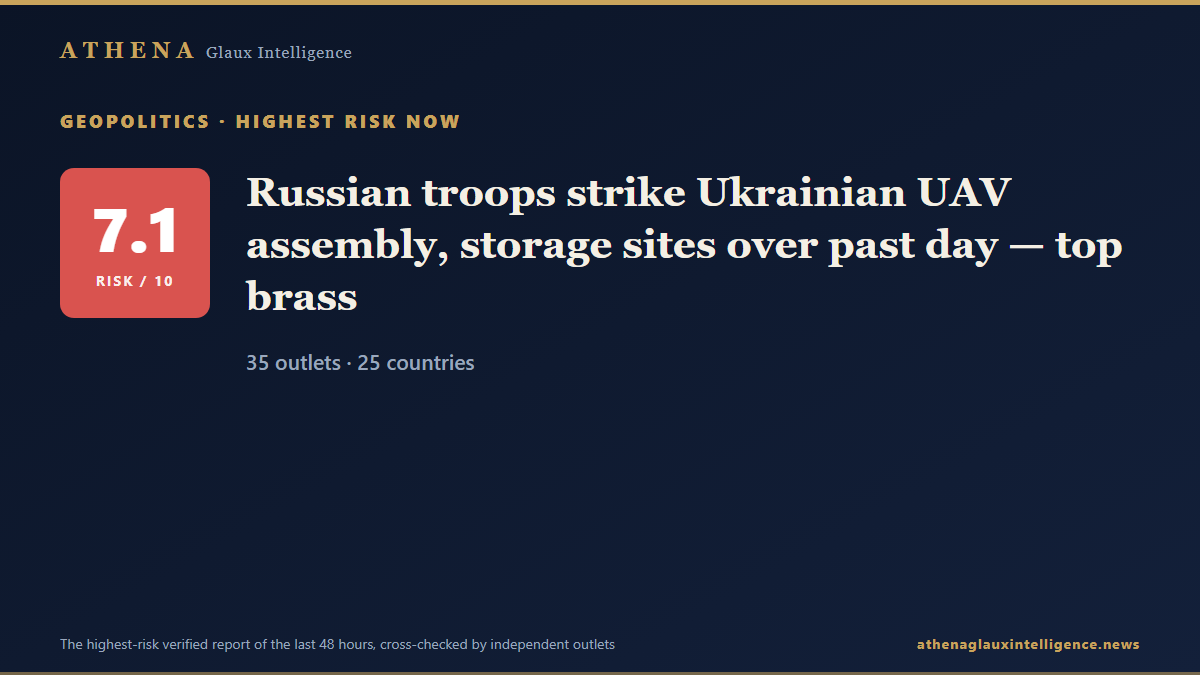 ATHENA Glaux Intelligence
GEOPOLITICS · HIGHEST RISK NOW
7.1
RISK / 10
Russian troops strike Ukrainian UAV
assembly, storage sites over past day — top
brass
35 outlets · 25 countries
The highest-risk verified report of the last 48 hours, cross-checked by independent outlets
athenaglauxintelligence.news